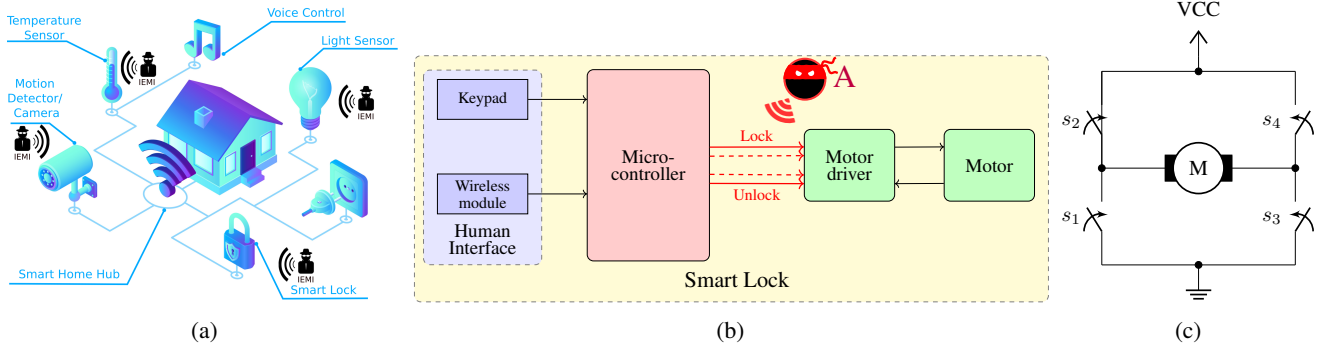 Temperature
Sensor
Voice Control
Light Sensor
IEMI
IEMI
Motion
Detector/
Camera
IEMI
IEMI
Smart Home Hub
Smart Lock
(a)
A
Keypad
Lock
Micro-
controller
Motor
driver
Motor
Wireless
module
Unlock
Human
Interface
Smart Lock
(b)
VCC
s2
s4
M
s1
s3
(c)